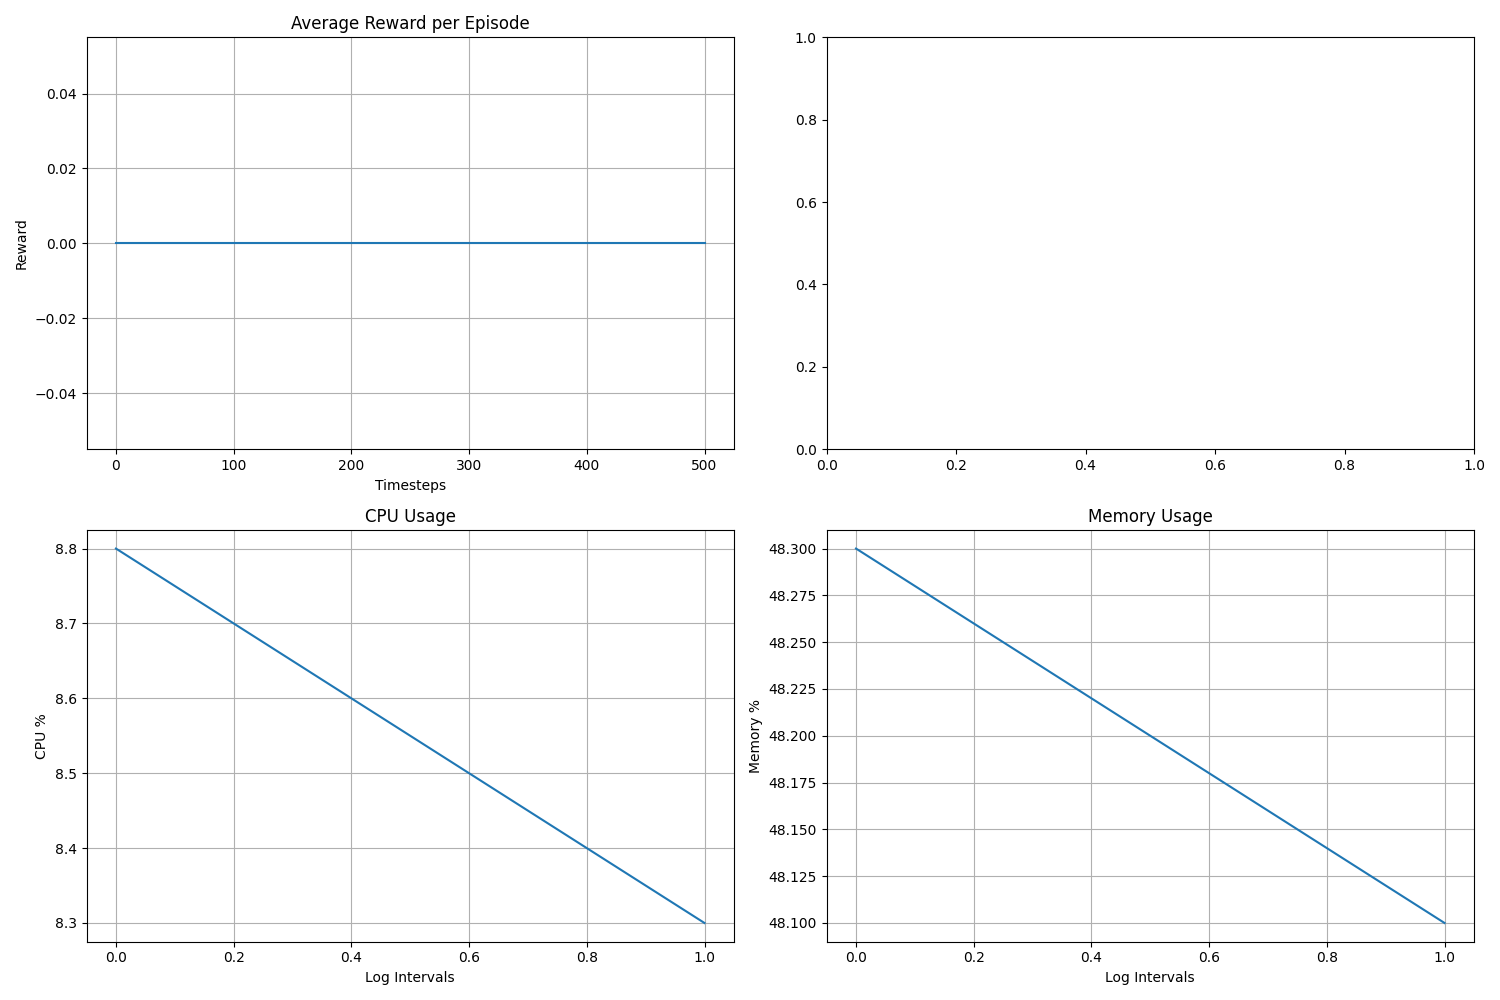 Average Reward per Episode
Reward
0.04
0.02
0.00
−0.02
−0.04
0 100 200 300 400 500
Timesteps
1.0
0.8
0.6
0.4
0.2
0.0
0.0 0.2 0.4 0.6 0.8 1.0
CPU Usage
CPU %
8.8
8.7
8.6
8.5
8.4
8.3
0.0 0.2 0.4 0.6 0.8 1.0
Log Intervals
Memory Usage
Memory %
48.300
48.275
48.250
48.225
48.200
48.175
48.150
48.125
48.100
0.0 0.2 0.4 0.6 0.8 1.0
Log Intervals